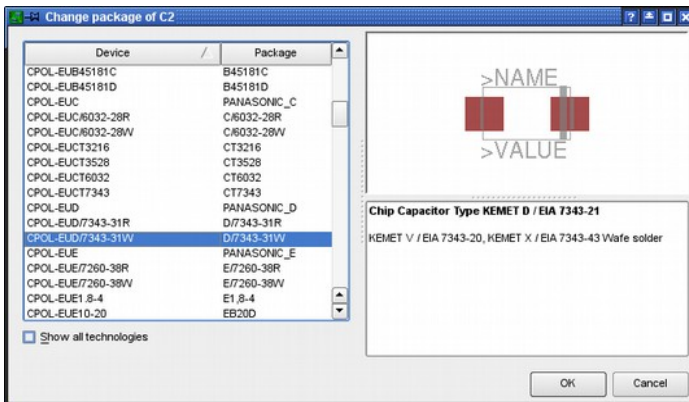 Change package of C2
Device / Package
CPOL-EUB45181C B45181C
CPOL-EUB45181D B45181D
CPOL-EUC PANASONIC_C
CPOL-EUC/6032-28R C/6032-28R
CPOL-EUC/6032-28W C/6032-28W
CPOL-EUCT3216 CT3216
CPOL-EUCT3528 CT3528
CPOL-EUCT6032 CT6032
CPOL-EUCT7343 CT7343
CPOL-EUD PANASONIC_D
CPOL-EUD/7343-31R D/7343-31R
CPOL-EUD/7343-31W D/7343-31W
CPOL-EUE PANASONIC_E
CPOL-EUE/7260-38R E/7260-38R
CPOL-EUE/7260-38W E/7260-38W
CPOL-EUE1.8-4 E1,8-4
CPOL-EUE10-20 EB20D
Show all technologies
>NAME
>VALUE
Chip Capacitor Type KEMET D / EIA 7343-21
KEMET V / EIA 7343-20, KEMET X / EIA 7343-43 Wafe solder
OK Cancel